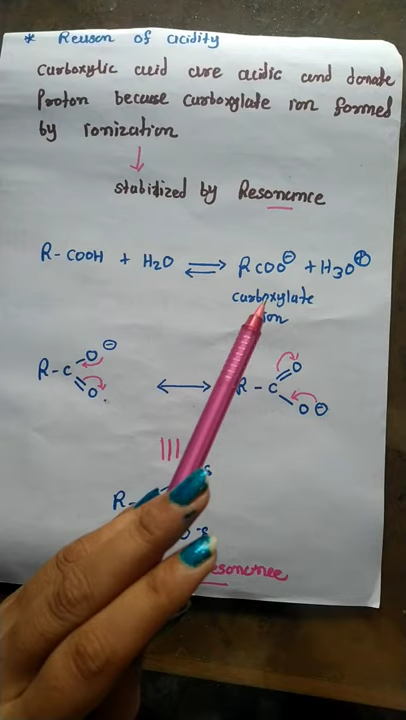 * Reason of acidity
Carboxylic acid are acidic and donate
Proton because carboxylate ion formed
by ionization
↓
stabilized by Resonance
R-COOH + H2O ⇌ RCOO⊖ + H3O⊕
carboxylate
ion
R-C O⊖ ↔ R-C O
O O⊖
|||
R-
Resonance